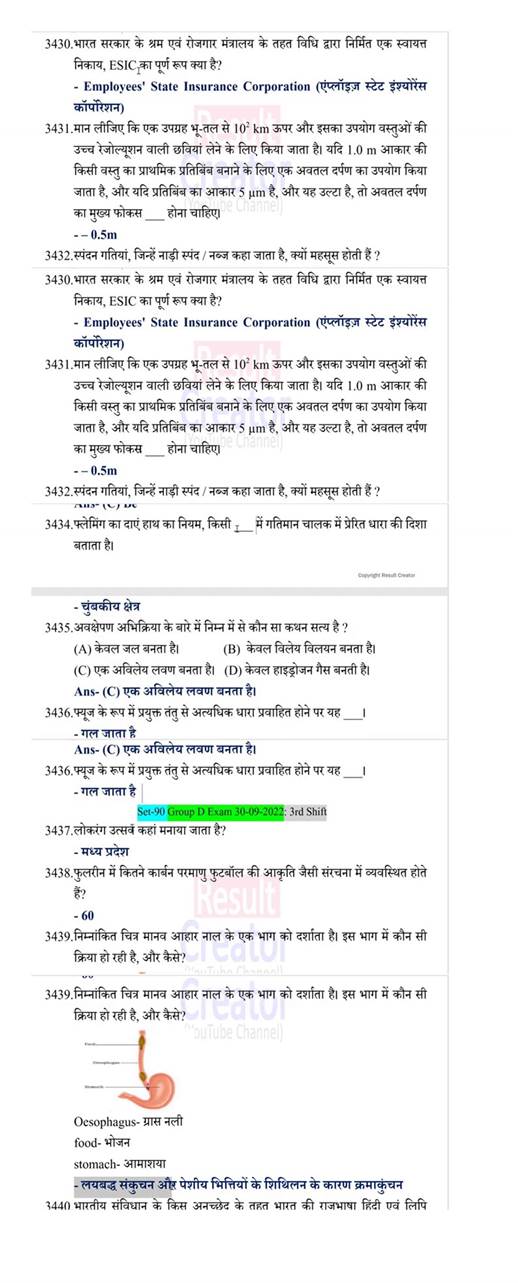 3430.भारत सरकार के श्रम एवं रोजगार मंत्रालय के तहत विधि द्वारा निर्मित एक स्वायत्त
निकाय, ESIC का पूर्ण रूप क्या है?
- Employees' State Insurance Corporation (एंप्लॉइज़ स्टेट इंश्योरेंस
कॉर्पोरेशन)
3431.मान लीजिए कि एक उपग्रह भू-तल से 10² km ऊपर और इसका उपयोग वस्तुओं की
उच्च रेजोल्यूशन वाली छवियां लेने के लिए किया जाता है। यदि 1.0 m आकार की
किसी वस्तु का प्राथमिक प्रतिबिंब बनाने के लिए एक अवतल दर्पण का उपयोग किया
जाता है, और यदि प्रतिबिंब का आकार 5 µm है, और यह उल्टा है, तो अवतल दर्पण
का मुख्य फोकस ___ होना चाहिए।
- – 0.5m
3432.स्पंदन गतियां, जिन्हें नाड़ी स्पंद / नब्ज कहा जाता है, क्यों महसूस होती हैं ?
3430.भारत सरकार के श्रम एवं रोजगार मंत्रालय के तहत विधि द्वारा निर्मित एक स्वायत्त
निकाय, ESIC का पूर्ण रूप क्या है?
- Employees' State Insurance Corporation (एंप्लॉइज़ स्टेट इंश्योरेंस
कॉर्पोरेशन)
3431.मान लीजिए कि एक उपग्रह भू-तल से 10² km ऊपर और इसका उपयोग वस्तुओं की
उच्च रेजोल्यूशन वाली छवियां लेने के लिए किया जाता है। यदि 1.0 m आकार की
किसी वस्तु का प्राथमिक प्रतिबिंब बनाने के लिए एक अवतल दर्पण का उपयोग किया
जाता है, और यदि प्रतिबिंब का आकार 5 µm है, और यह उल्टा है, तो अवतल दर्पण
का मुख्य फोकस ___ होना चाहिए।
- – 0.5m
3432.स्पंदन गतियां, जिन्हें नाड़ी स्पंद / नब्ज कहा जाता है, क्यों महसूस होती हैं ?
3434.फ्लेमिंग का दाएं हाथ का नियम, किसी ___ में गतिमान चालक में प्रेरित धारा की दिशा
बताता है।
Copyright Result Creator
- चुंबकीय क्षेत्र
3435.अवक्षेपण अभिक्रिया के बारे में निम्न में से कौन सा कथन सत्य है ?
(A) केवल जल बनता है। (B) केवल विलेय विलयन बनता है।
(C) एक अविलेय लवण बनता है। (D) केवल हाइड्रोजन गैस बनती है।
Ans- (C) एक अविलेय लवण बनता है।
3436.फ्यूज के रूप में प्रयुक्त तंतु से अत्यधिक धारा प्रवाहित होने पर यह ___।
- गल जाता है
Ans- (C) एक अविलेय लवण बनता है।
3436.फ्यूज के रूप में प्रयुक्त तंतु से अत्यधिक धारा प्रवाहित होने पर यह ___।
- गल जाता है
Set-90 Group D Exam 30-09-2022: 3rd Shift
3437.लोकरंग उत्सव कहां मनाया जाता है?
- मध्य प्रदेश
3438.फुलरीन में कितने कार्बन परमाणु फुटबॉल की आकृति जैसी संरचना में व्यवस्थित होते
हैं?
- 60
3439.निम्नांकित चित्र मानव आहार नाल के एक भाग को दर्शाता है। इस भाग में कौन सी
क्रिया हो रही है, और कैसे?
3439.निम्नांकित चित्र मानव आहार नाल के एक भाग को दर्शाता है। इस भाग में कौन सी
क्रिया हो रही है, और कैसे?
Food
Oesophagus
Stomach
Oesophagus- ग्रास नली
food- भोजन
stomach- आमाशया
- लयबद्ध संकुचन और पेशीय भित्तियों के शिथिलन के कारण क्रमाकुंचन
3440.भारतीय संविधान के किस अनुच्छेद के तहत भारत की राजभाषा हिंदी एवं लिपि